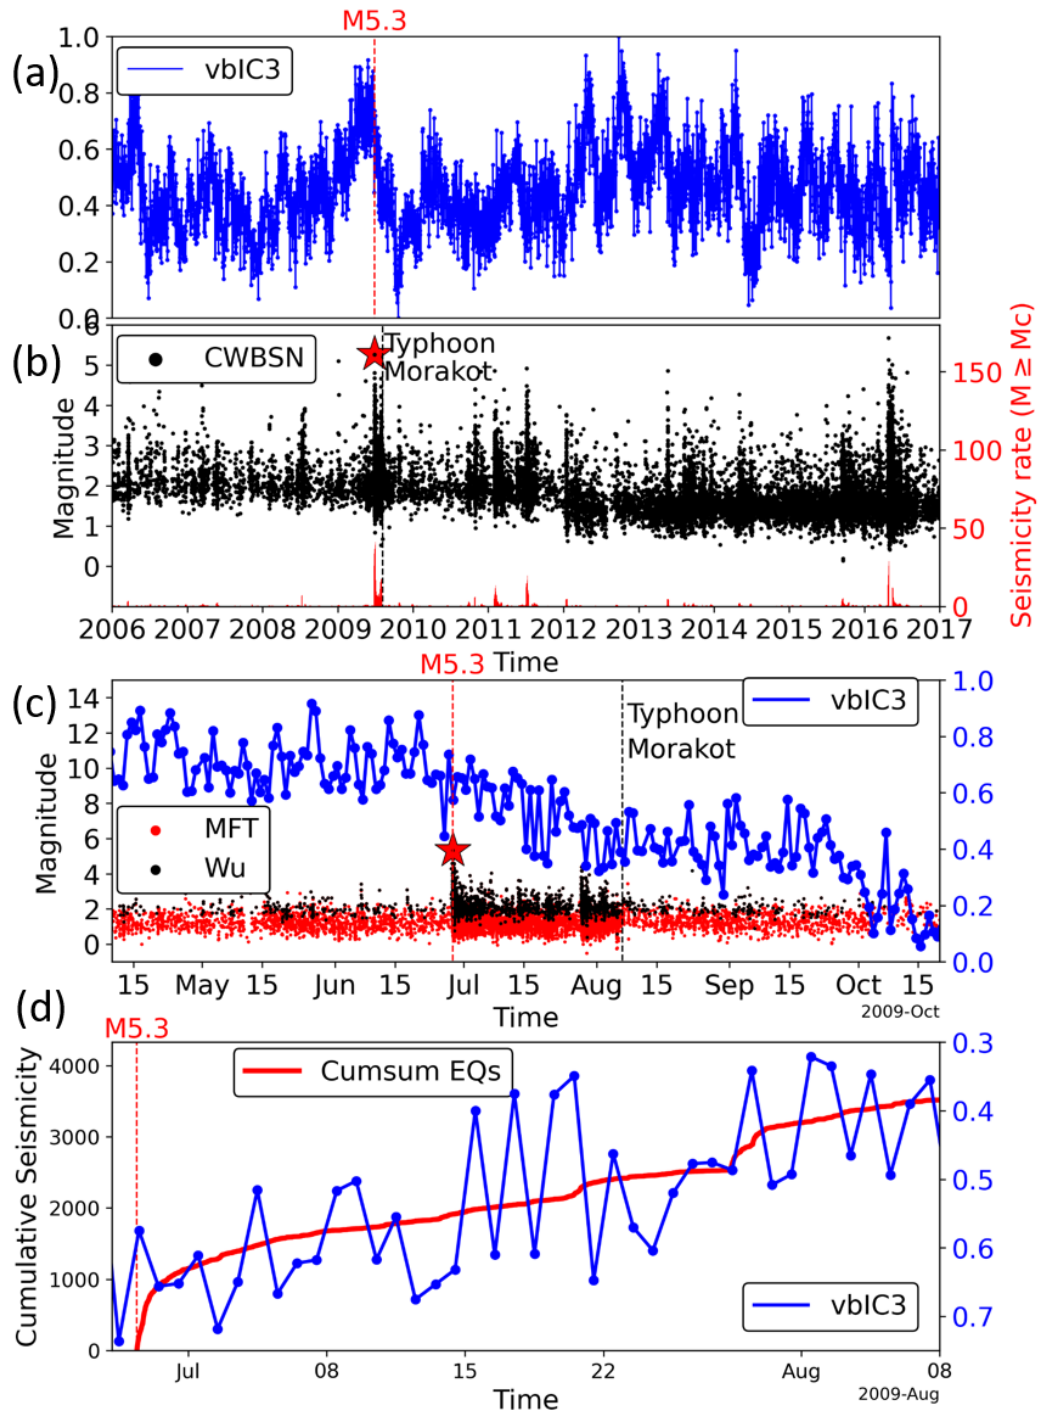 M5.3
(a)
vbIC3
1.0
0.8
0.6
0.4
0.2
0.0
(b)
CWBSN
Typhoon
Morakot
Magnitude
6
5
4
3
2
1
0
150
100
50
0
Seismicity rate (M ≥ Mc)
2006 2007 2008 2009 2010 2011 2012 2013 2014 2015 2016 2017
Time
M5.3
(c)
vbIC3
Typhoon
Morakot
MFT
Wu
Magnitude
14
12
10
8
6
4
2
0
1.0
0.8
0.6
0.4
0.2
0.0
15 May 15 Jun 15 Jul 15 Aug 15 Sep 15 Oct 15
2009-Oct
Time
(d)
M5.3
Cumsum EQs
vbIC3
Cumulative Seismicity
4000
3000
2000
1000
0
0.3
0.4
0.5
0.6
0.7
Jul 08 15 22 Aug 08
2009-Aug
Time